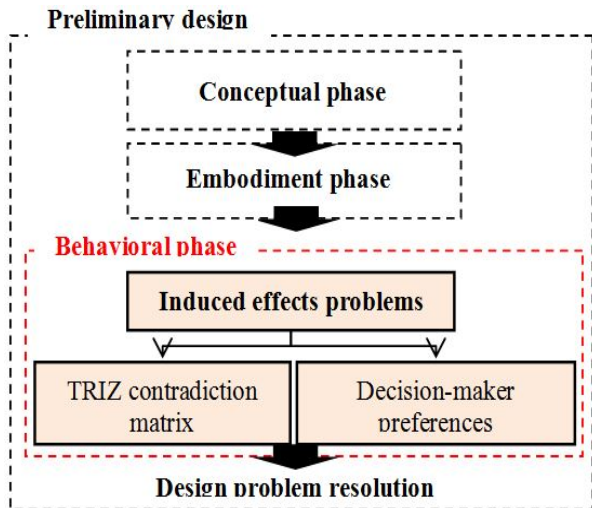 Preliminary design
Conceptual phase
Embodiment phase
Behavioral phase
Induced effects problems
TRIZ contradiction
matrix
Decision-maker
preferences
Design problem resolution